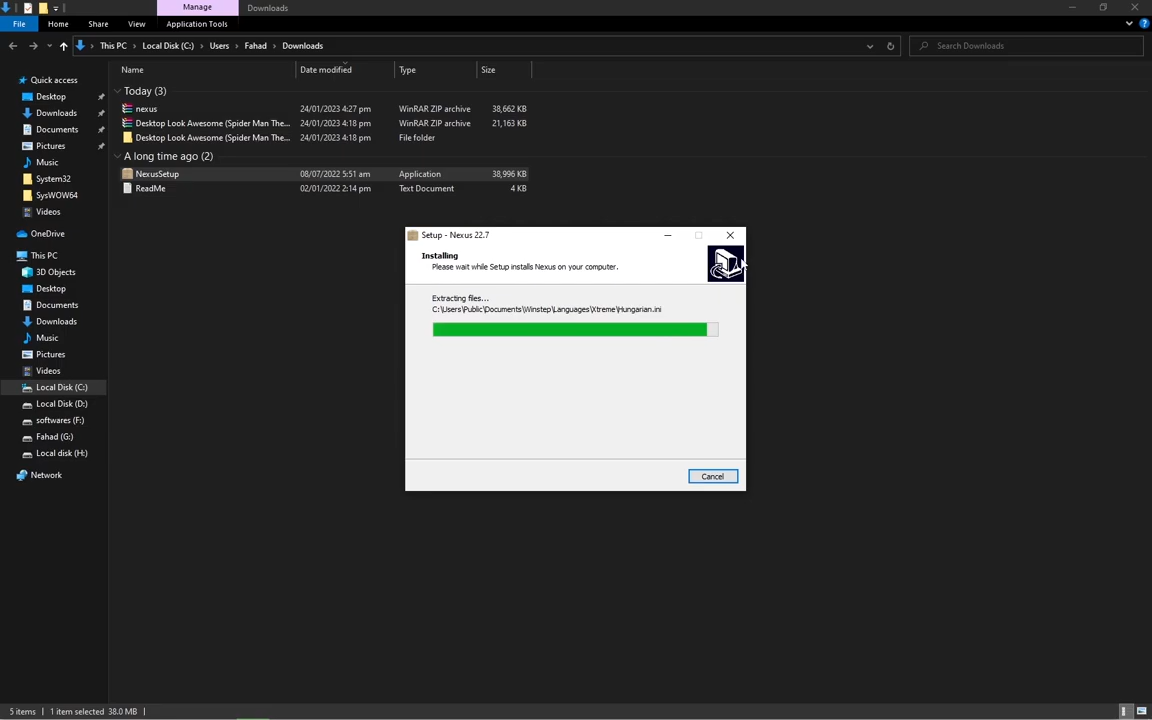 Manage
Downloads
File
Home
Share
View
Application Tools
This PC
Local Disk (C:)
Users
Fahad
Downloads
Search Downloads
Name
Date modified
Type
Size
Quick access
Desktop
Downloads
Documents
Pictures
Music
System32
SysWOW64
Videos
OneDrive
This PC
3D Objects
Desktop
Documents
Downloads
Music
Pictures
Videos
Local Disk (C:)
Local Disk (D:)
softwares (F:)
Fahad (G:)
Local disk (H:)
Network
Today (3)
nexus 24/01/2023 4:27 pm WinRAR ZIP archive 38,662 KB
Desktop Look Awesome (Spider Man The... 24/01/2023 4:18 pm WinRAR ZIP archive 21,163 KB
Desktop Look Awesome (Spider Man The... 24/01/2023 4:18 pm File folder
A long time ago (2)
NexusSetup 08/07/2022 5:51 am Application 38,996 KB
ReadMe 02/01/2022 2:14 pm Text Document 4 KB
Setup - Nexus 22.7
Installing
Please wait while Setup installs Nexus on your computer.
Extracting files...
C:\Users\Public\Documents\Winstep\Languages\Xtreme\Hungarian.ini
Cancel
5 items
1 item selected 38.0 MB